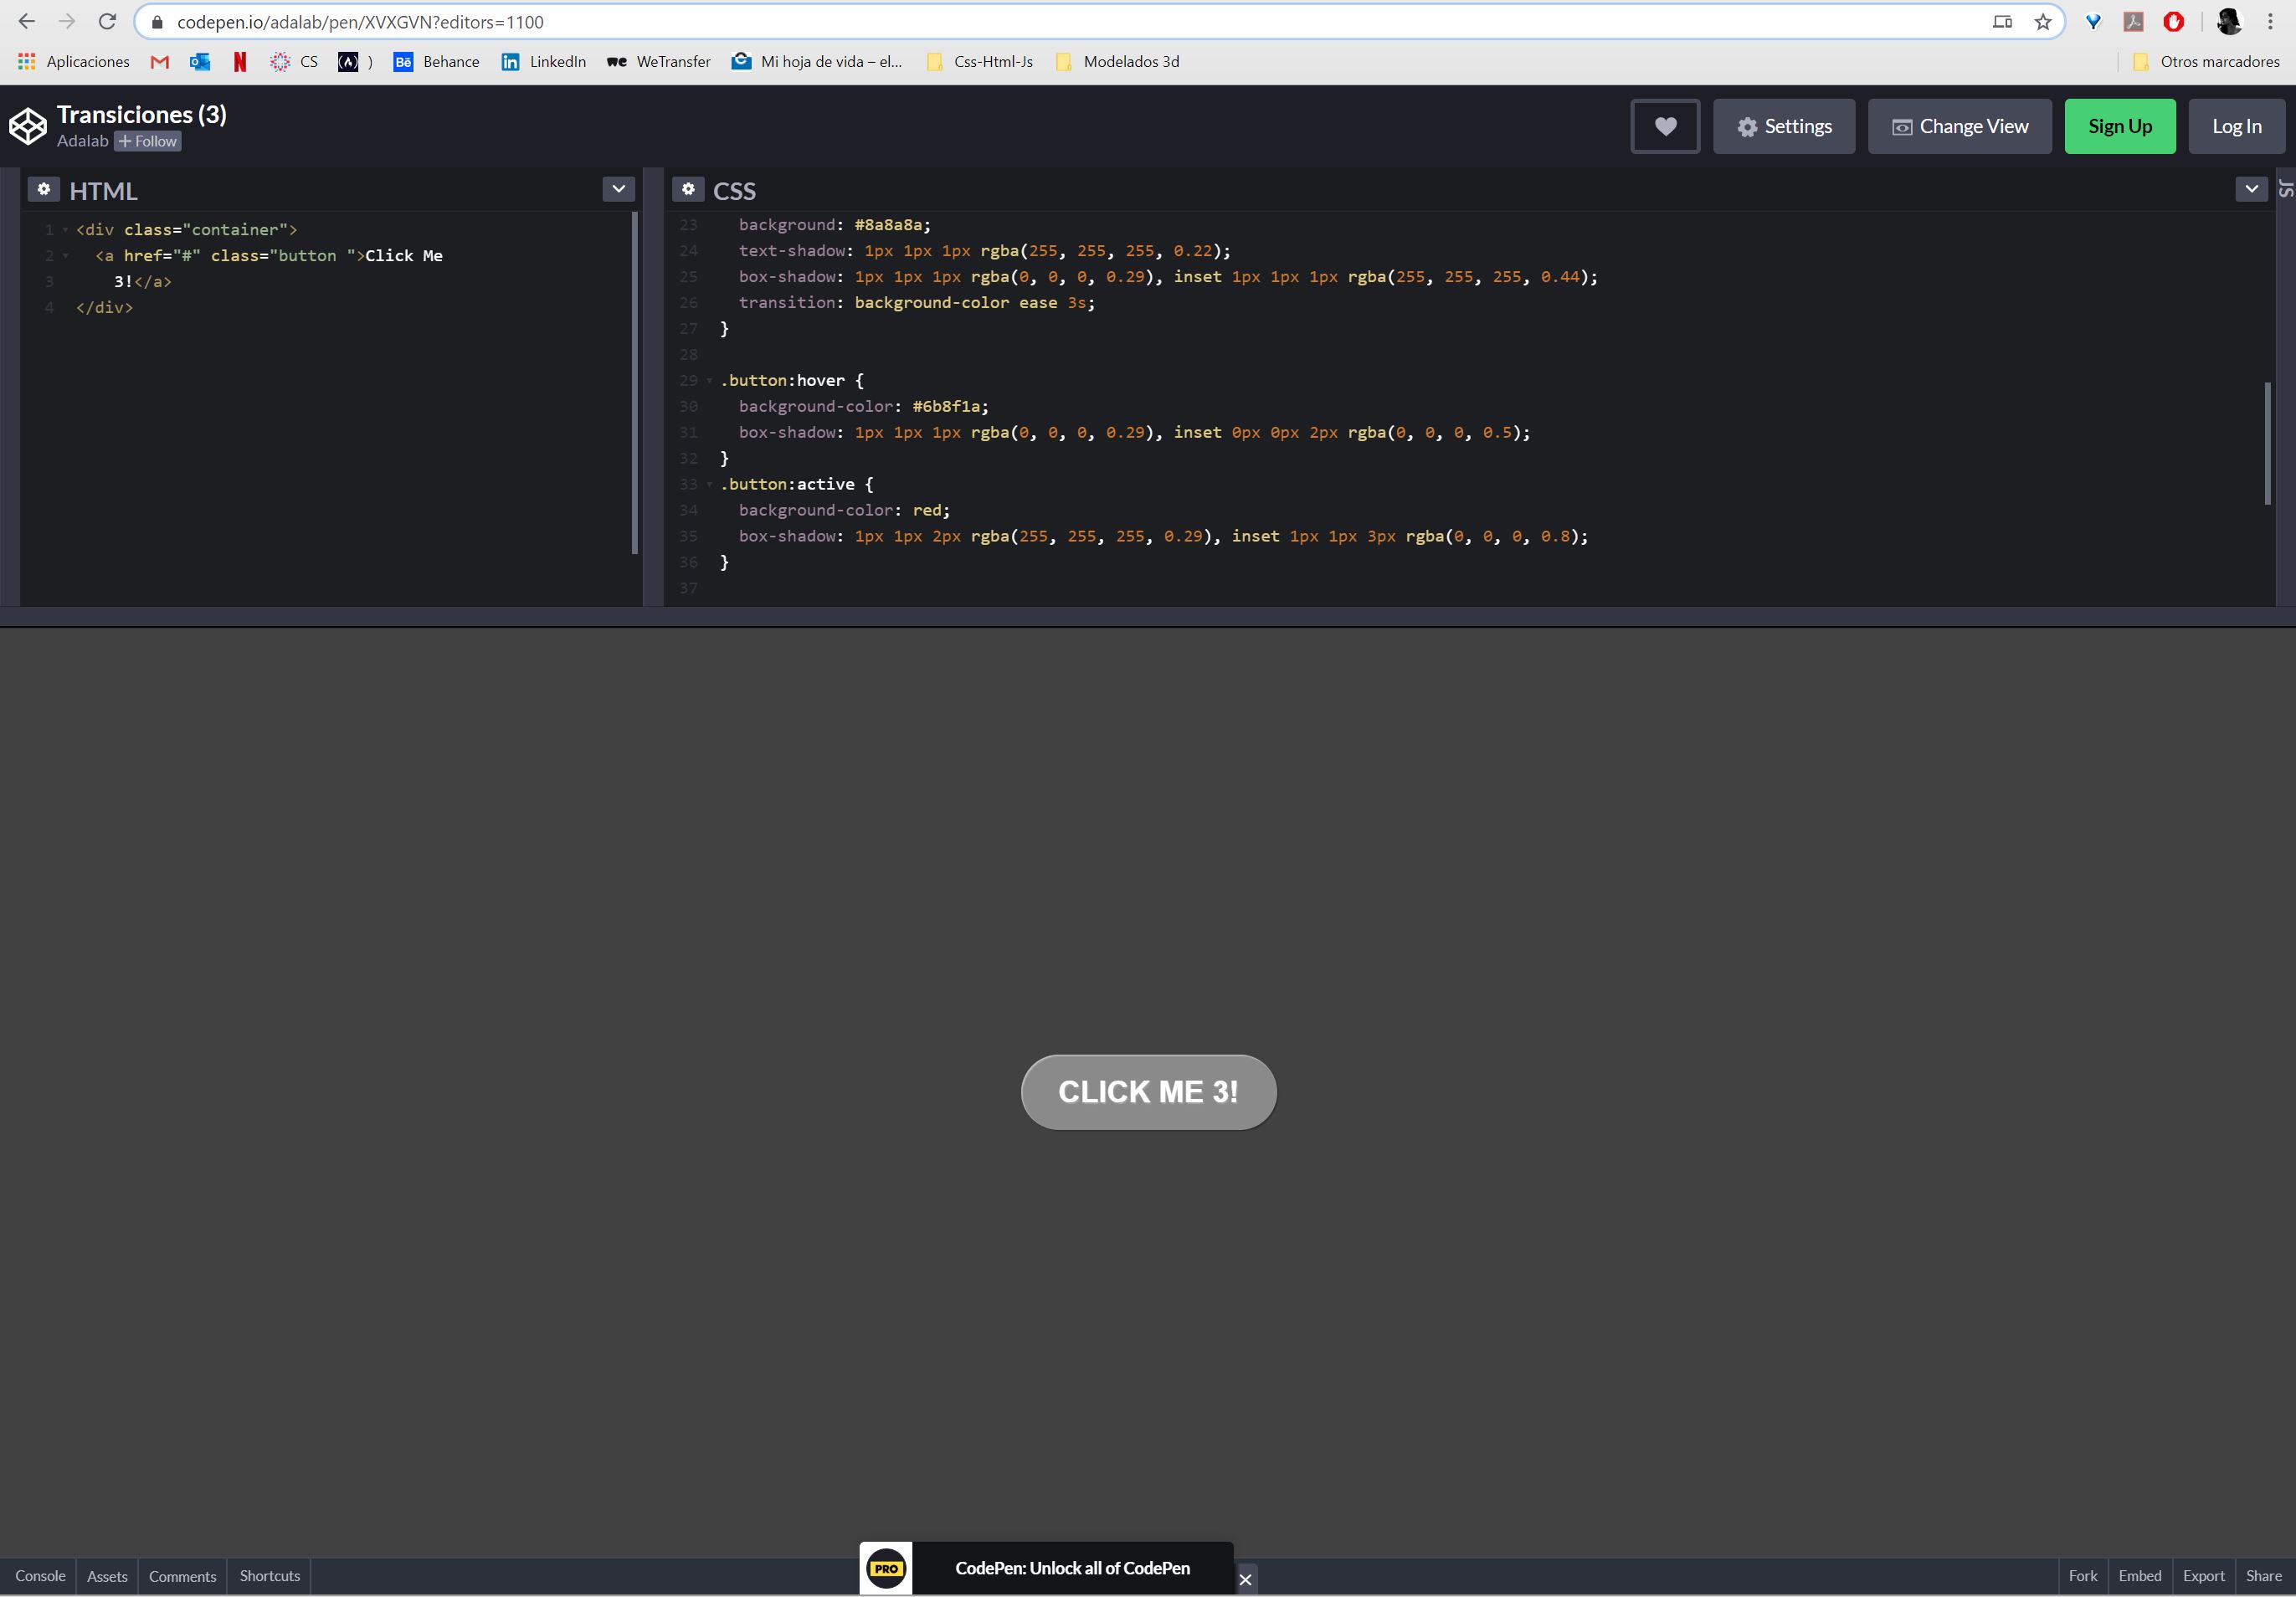 codepen.io/adalab/pen/XVXGVN?editors=1100
Aplicaciones CS ) Bē Behance in LinkedIn we WeTransfer Mi hoja de vida – el... Css-Html-Js Modelados 3d Otros marcadores
Transiciones (3)
Adalab + Follow
Settings Change View Sign Up Log In
HTML
1 <div class="container">
2 <a href="#" class="button ">Click Me
3 3!</a>
4 </div>
CSS
23 background: #8a8a8a;
24 text-shadow: 1px 1px 1px rgba(255, 255, 255, 0.22);
25 box-shadow: 1px 1px 1px rgba(0, 0, 0, 0.29), inset 1px 1px 1px rgba(255, 255, 255, 0.44);
26 transition: background-color ease 3s;
27 }
28
29 .button:hover {
30 background-color: #6b8f1a;
31 box-shadow: 1px 1px 1px rgba(0, 0, 0, 0.29), inset 0px 0px 2px rgba(0, 0, 0, 0.5);
32 }
33 .button:active {
34 background-color: red;
35 box-shadow: 1px 1px 2px rgba(255, 255, 255, 0.29), inset 1px 1px 3px rgba(0, 0, 0, 0.8);
36 }
37
JS
CLICK ME 3!
PRO CodePen: Unlock all of CodePen
Console Assets Comments Shortcuts Fork Embed Export Share